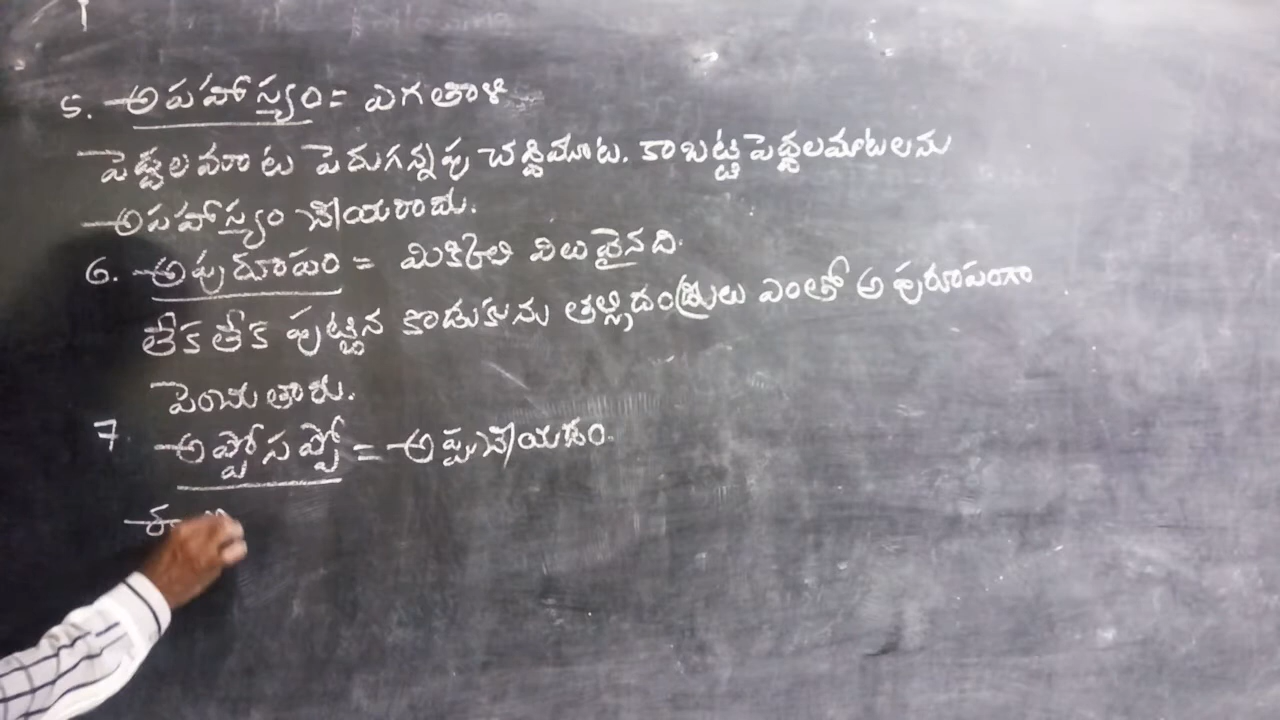 5. అపహాస్యం = ఎగతాళి
పెద్దలమాట పెరుగన్నపు చద్దిమూట. కాబట్టి పెద్దలమాటలను
అపహాస్యం చేయరాదు.
6. అపురూపం = మిక్కిలి విలువైనది.
లేకలేక పుట్టిన కొడుకును తల్లిదండ్రులు ఎంతో అపురూపంగా
పెంచుతారు.
7. అప్పోసప్పో = అప్పుచేయడం.